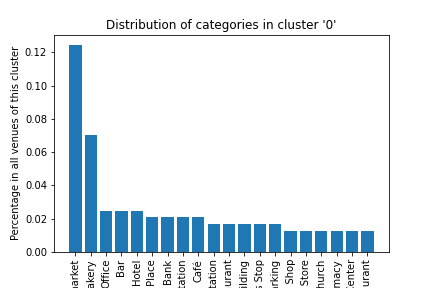 Distribution of categories in cluster '0'
Percentage in all venues of this cluster
0.12
0.10
0.08
0.06
0.04
0.02
0.00
arket
akery
Office
Bar
Hotel
Place
Bank
tation
Café
tation
urant
ilding
s Stop
arking
Shop
Store
hurch
macy
enter
urant